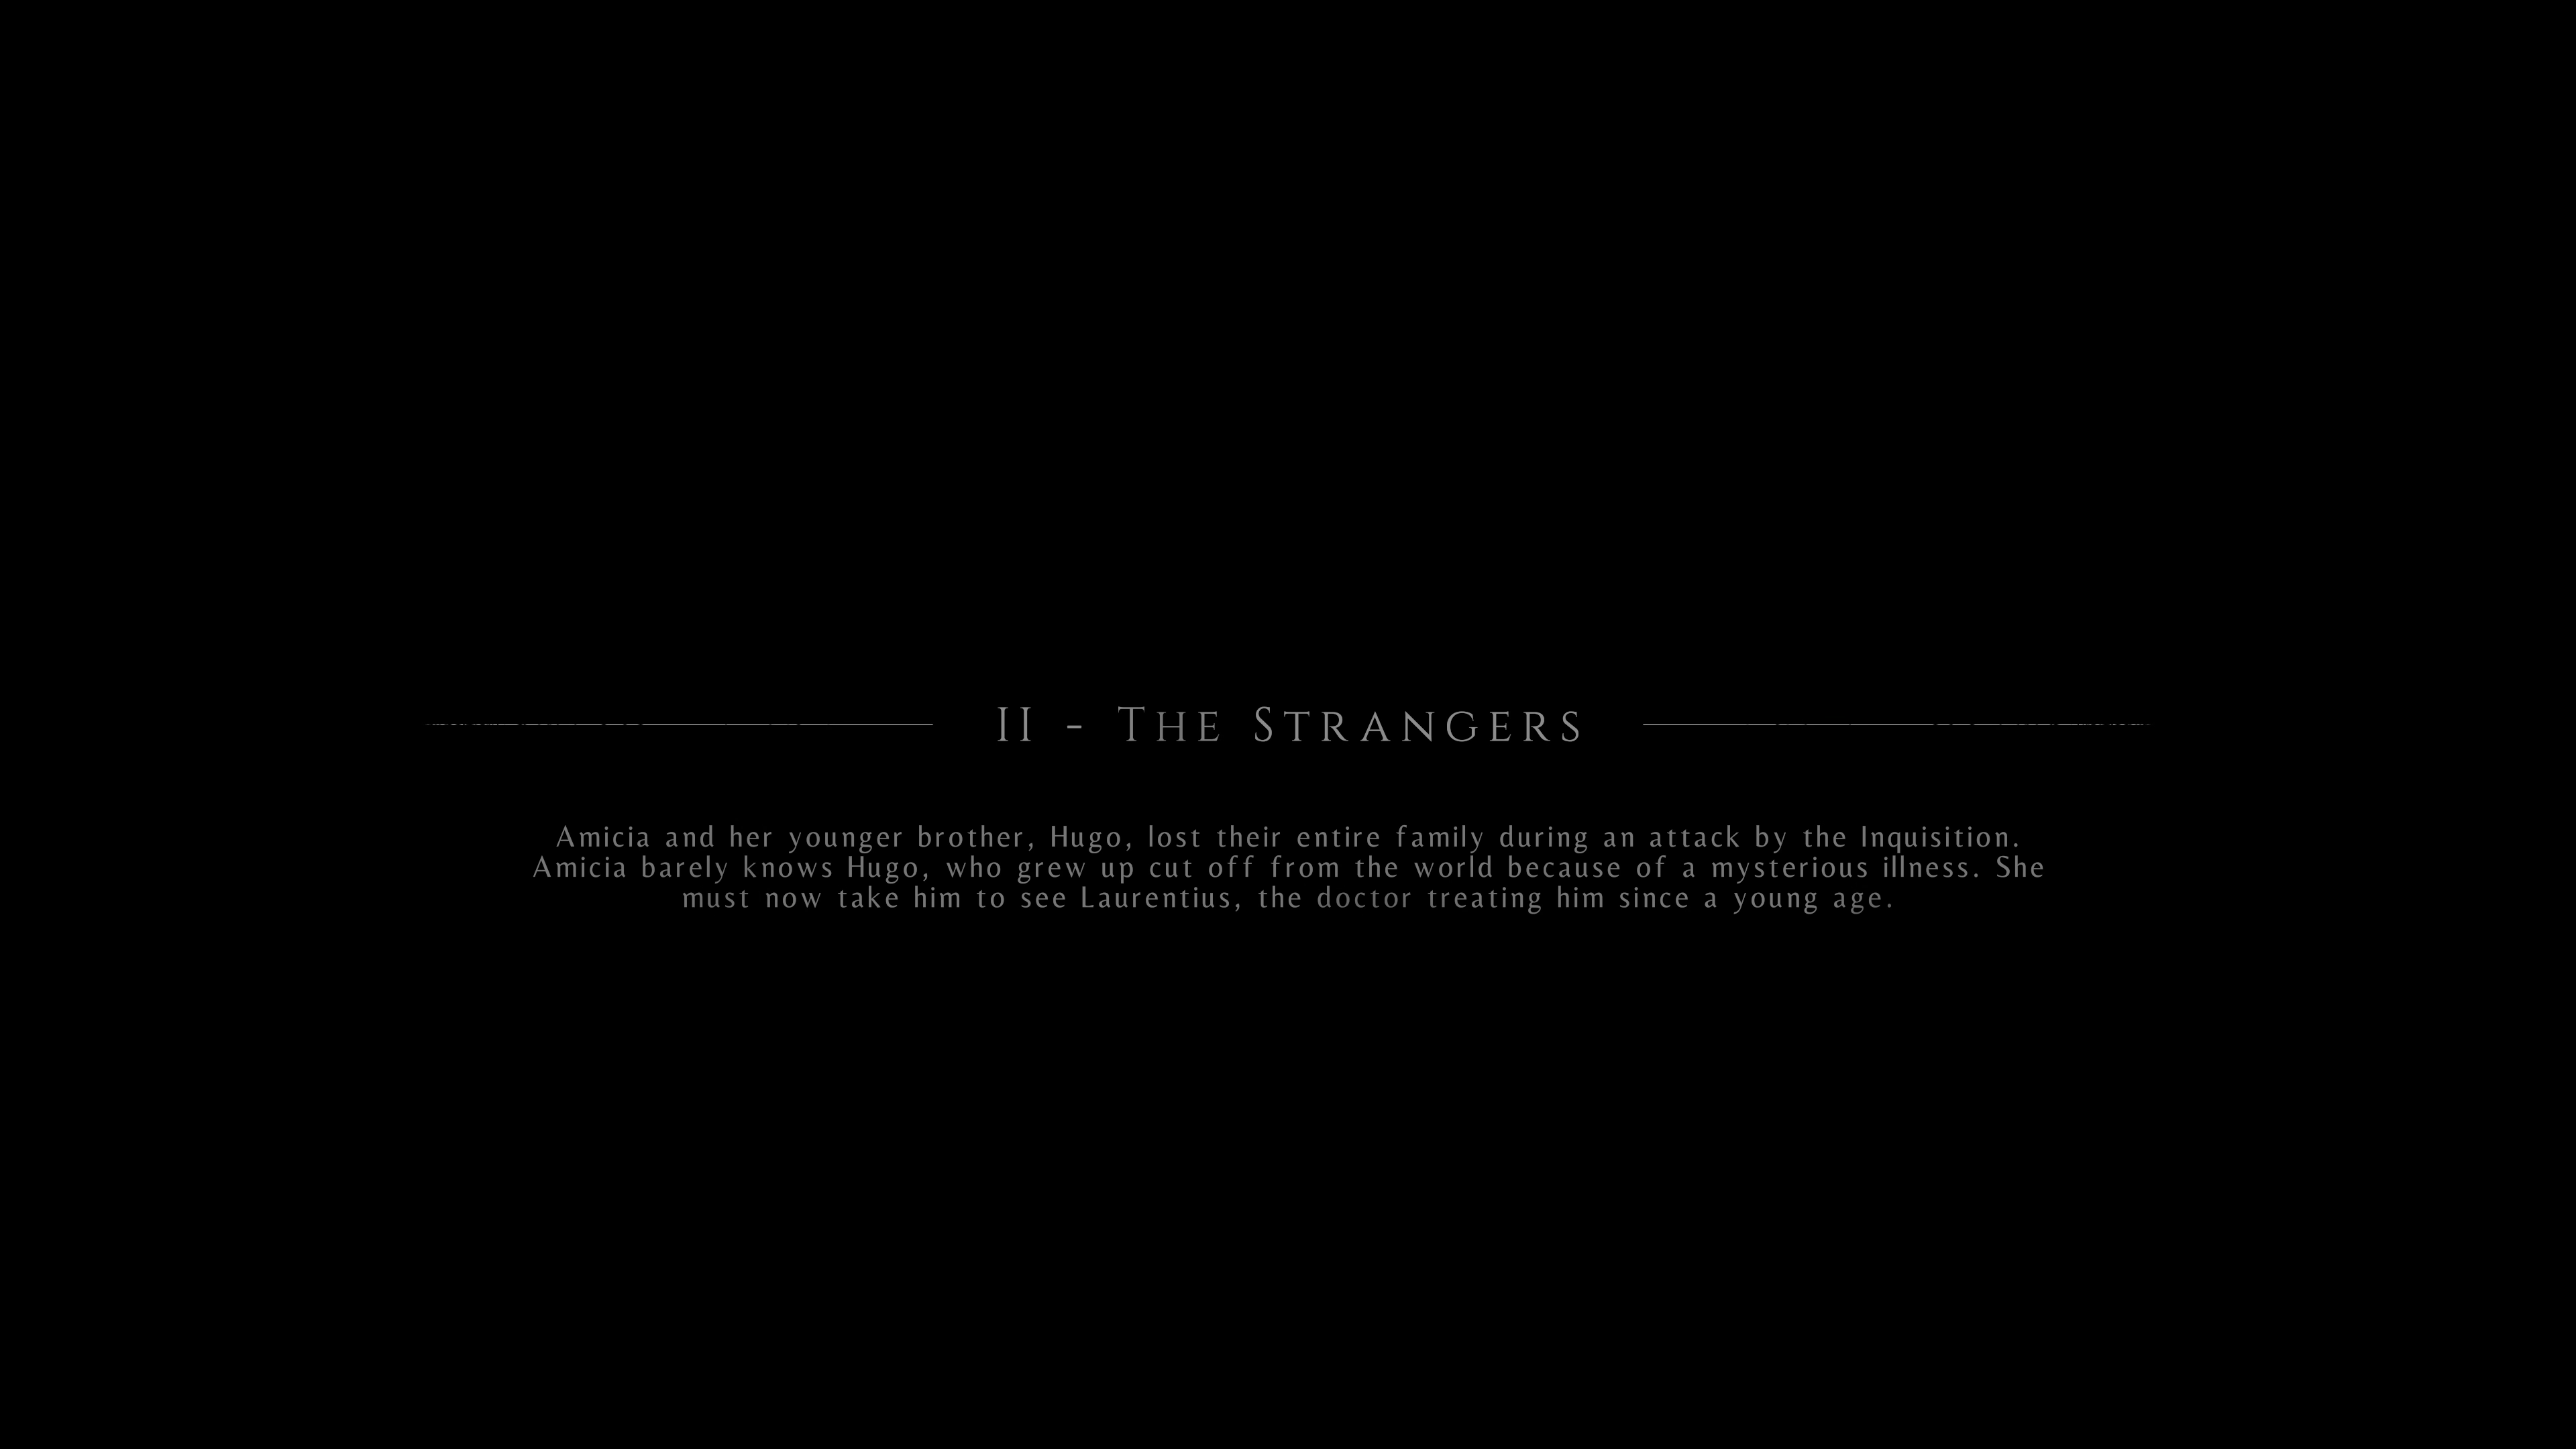 II - The Strangers
Amicia and her younger brother, Hugo, lost their entire family during an attack by the Inquisition.
Amicia barely knows Hugo, who grew up cut off from the world because of a mysterious illness. She
must now take him to see Laurentius, the doctor treating him since a young age.